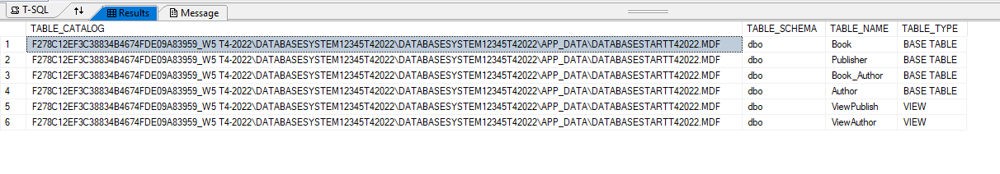 T-SQL Results Message
TABLE_CATALOG TABLE_SCHEMA TABLE_NAME TABLE_TYPE
1 F278C12EF3C38834B4674FDE09A83959_W5 T4-2022\DATABASESYSTEM12345T42022\DATABASESYSTEM12345T42022\APP_DATA\DATABASESTARTT42022.MDF dbo Book BASE TABLE
2 F278C12EF3C38834B4674FDE09A83959_W5 T4-2022\DATABASESYSTEM12345T42022\DATABASESYSTEM12345T42022\APP_DATA\DATABASESTARTT42022.MDF dbo Publisher BASE TABLE
3 F278C12EF3C38834B4674FDE09A83959_W5 T4-2022\DATABASESYSTEM12345T42022\DATABASESYSTEM12345T42022\APP_DATA\DATABASESTARTT42022.MDF dbo Book_Author BASE TABLE
4 F278C12EF3C38834B4674FDE09A83959_W5 T4-2022\DATABASESYSTEM12345T42022\DATABASESYSTEM12345T42022\APP_DATA\DATABASESTARTT42022.MDF dbo Author BASE TABLE
5 F278C12EF3C38834B4674FDE09A83959_W5 T4-2022\DATABASESYSTEM12345T42022\DATABASESYSTEM12345T42022\APP_DATA\DATABASESTARTT42022.MDF dbo ViewPublish VIEW
6 F278C12EF3C38834B4674FDE09A83959_W5 T4-2022\DATABASESYSTEM12345T42022\DATABASESYSTEM12345T42022\APP_DATA\DATABASESTARTT42022.MDF dbo ViewAuthor VIEW